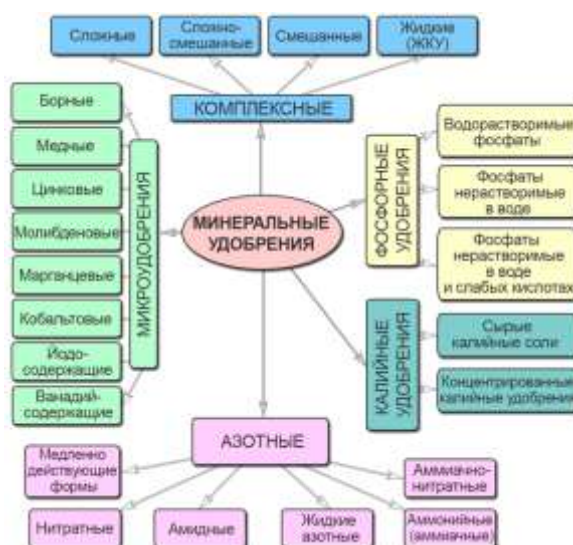 Сложные
Сложно-
смешанные
Смешанные
Жидкие
(ЖКУ)
КОМПЛЕКСНЫЕ
Борные
Медные
Цинковые
Молибденовые
Марганцевые
Кобальтовые
Йодо-
содержащие
Ванадий-
содержащие
МИКРОУДОБРЕНИЯ
МИНЕРАЛЬНЫЕ
УДОБРЕНИЯ
ФОСФОРНЫЕ
УДОБРЕНИЯ
Водорастворимые
фосфаты
Фосфаты
нерастворимые
в воде
Фосфаты
нерастворимые
в воде
и слабых кислотах
КАЛИЙНЫЕ
УДОБРЕНИЯ
Сырые
калийные соли
Концентрированные
калийные удобрения
АЗОТНЫЕ
Медленно
действующие
формы
Нитратные
Амидные
Жидкие
азотные
Аммиачно-
нитратные
Аммонийные
(аммиачные)